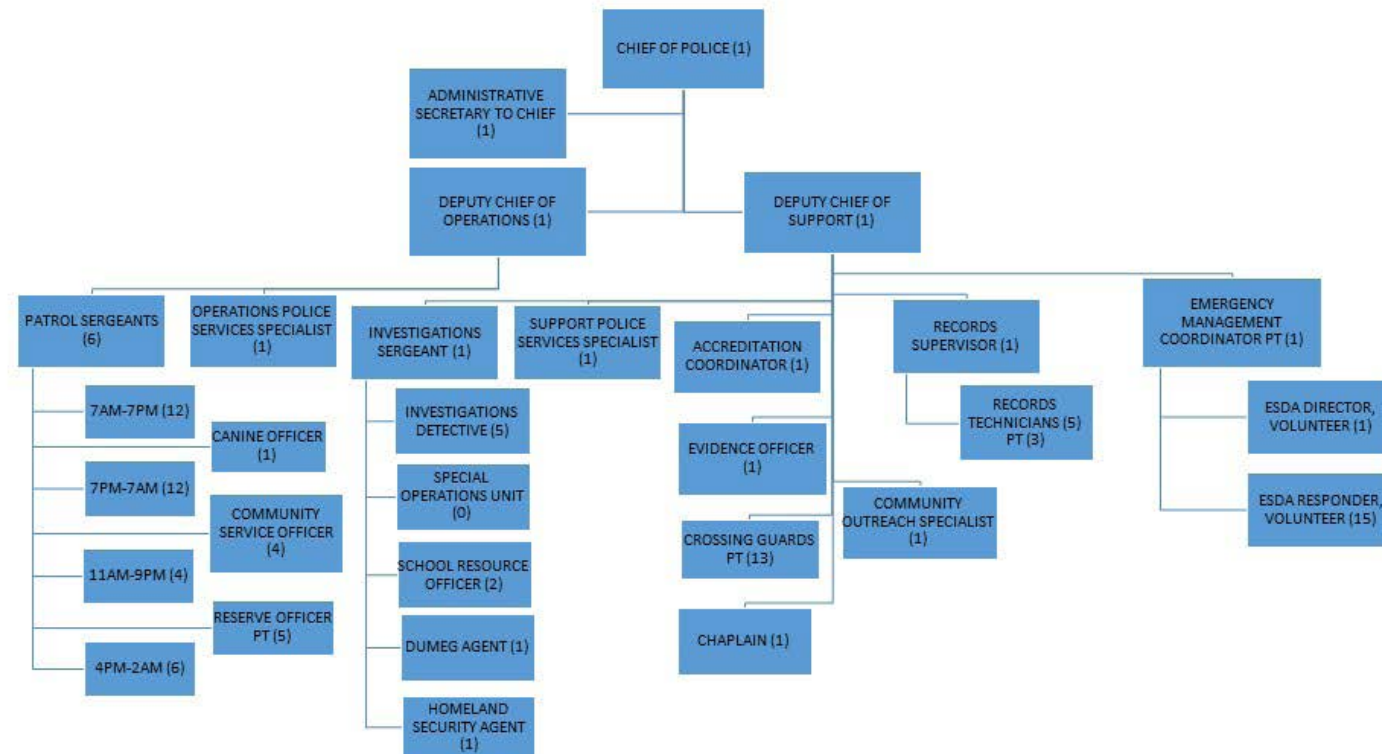 CHIEF OF POLICE (1)
ADMINISTRATIVE
SECRETARY TO CHIEF
(1)
DEPUTY CHIEF OF
OPERATIONS (1)
DEPUTY CHIEF OF
SUPPORT (1)
PATROL SERGEANTS
(6)
OPERATIONS POLICE
SERVICES SPECIALIST
(1)
INVESTIGATIONS
SERGEANT (1)
SUPPORT POLICE
SERVICES SPECIALIST
(1)
ACCREDITATION
COORDINATOR (1)
RECORDS
SUPERVISOR (1)
EMERGENCY
MANAGEMENT
COORDINATOR PT (1)
7AM-7PM (12)
CANINE OFFICER
(1)
7PM-7AM (12)
COMMUNITY
SERVICE OFFICER
(4)
11AM-9PM (4)
RESERVE OFFICER
PT (5)
4PM-2AM (6)
INVESTIGATIONS
DETECTIVE (5)
SPECIAL
OPERATIONS UNIT
(0)
SCHOOL RESOURCE
OFFICER (2)
DUMEG AGENT (1)
HOMELAND
SECURITY AGENT
(1)
EVIDENCE OFFICER
(1)
COMMUNITY
OUTREACH SPECIALIST
(1)
CROSSING GUARDS
PT (13)
CHAPLAIN (1)
RECORDS
TECHNICIANS (5)
PT (3)
ESDA DIRECTOR,
VOLUNTEER (1)
ESDA RESPONDER,
VOLUNTEER (15)